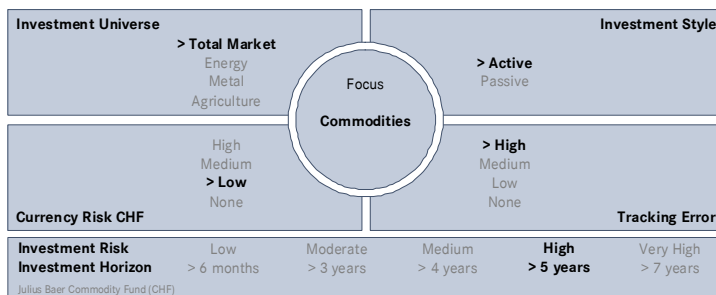 Investment Universe
Investment Style
> Total Market
Energy
Metal
Agriculture
> Active
Passive
Focus
Commodities
High
Medium
> Low
None
> High
Medium
Low
None
Currency Risk CHF
Tracking Error
Investment Risk Low Moderate Medium High Very High
Investment Horizon > 6 months > 3 years > 4 years > 5 years > 7 years
Julius Baer Commodity Fund (CHF)